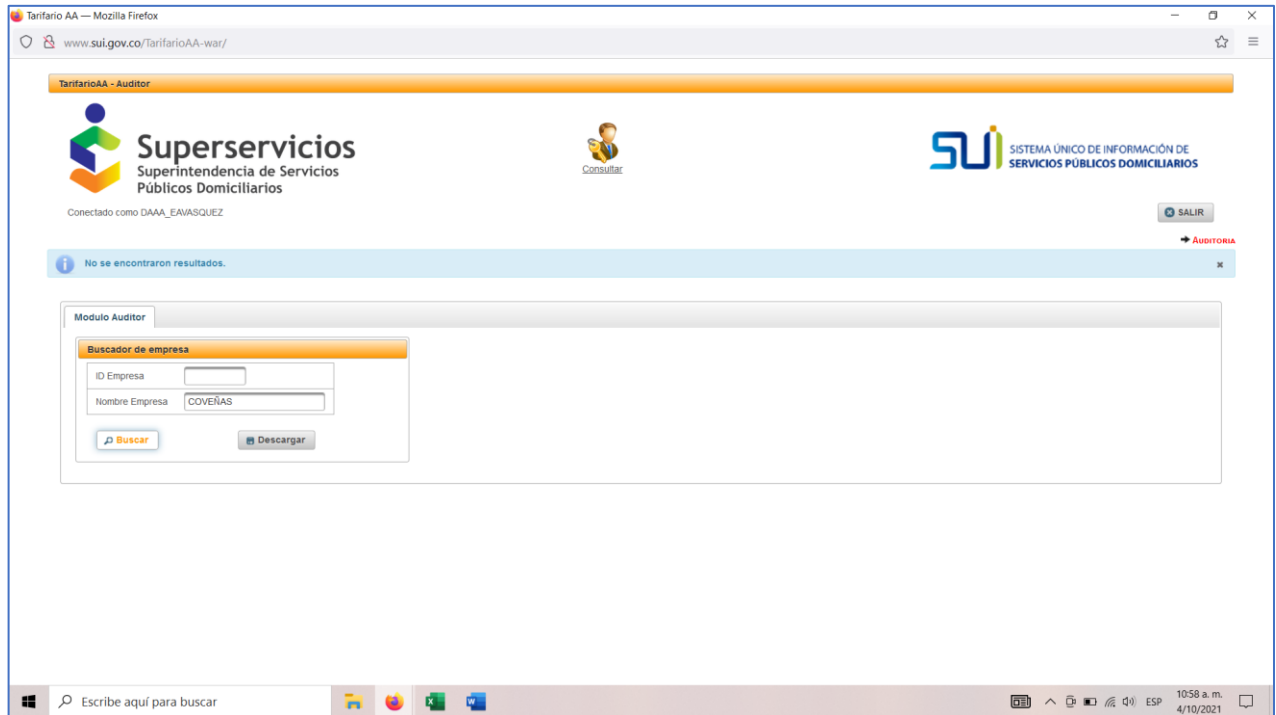 Tarifario AA — Mozilla Firefox
www.sui.gov.co/TarifarioAA-war/
TarifarioAA - Auditor
Superservicios
Superintendencia de Servicios
Públicos Domiciliarios
Consultar
SUI
SISTEMA ÚNICO DE INFORMACIÓN DE
SERVICIOS PÚBLICOS DOMICILIARIOS
Conectado como DAAA_EAVASQUEZ
SALIR
AUDITORIA
No se encontraron resultados.
Modulo Auditor
Buscador de empresa
ID Empresa
Nombre Empresa COVEÑAS
Buscar
Descargar
Escribe aquí para buscar
ESP
10:58 a. m.
4/10/2021